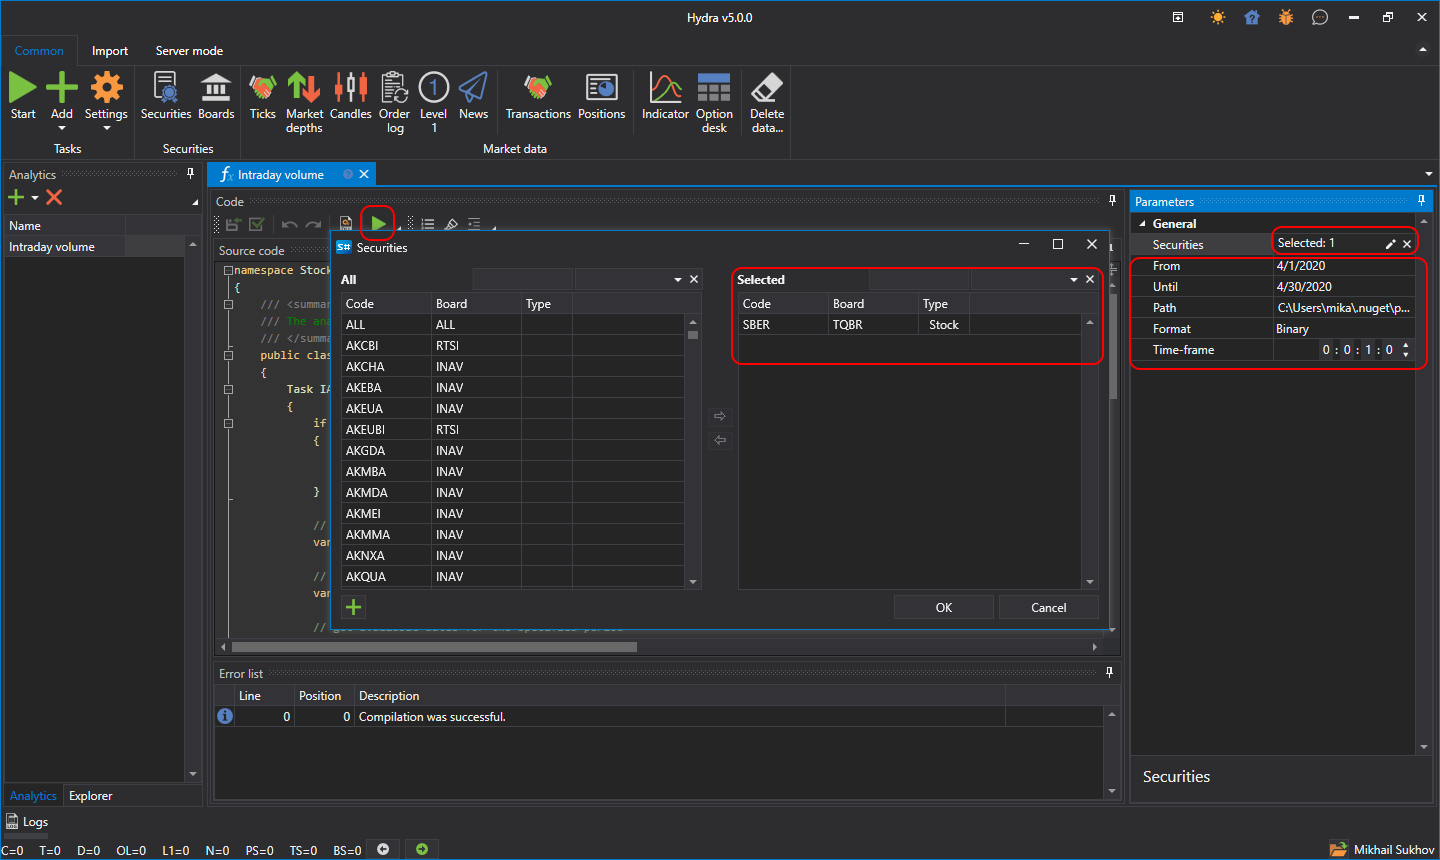 Hydra v5.0.0
Common Import Server mode
Start Add Settings Securities Boards Ticks Market depths Candles Order log Level 1 News Transactions Positions Indicator Option desk Delete data...
Tasks Securities Market data
Analytics
Name
Intraday volume
Intraday volume
Code
Source code
namespace Stock
{
/// <summar
/// The ana
/// </summa
public clas
{
Task IA
{
if
{
}
//
var
//
var
//
Securities
All
Code Board Type
ALL ALL
AKCBI RTSI
AKCHA INAV
AKEBA INAV
AKEUA INAV
AKEUBI RTSI
AKGDA INAV
AKMBA INAV
AKMDA INAV
AKMEI INAV
AKMMA INAV
AKNXA INAV
AKQUA INAV
Selected
Code Board Type
SBER TQBR Stock
OK Cancel
Parameters
General
Securities Selected: 1
From 4/1/2020
Until 4/30/2020
Path C:\Users\mika\.nuget\p...
Format Binary
Time-frame 0 : 0 : 1 : 0
Securities
Error list
Line Position Description
0 0 Compilation was successful.
Analytics Explorer
Logs
C=0 T=0 D=0 OL=0 L1=0 N=0 PS=0 TS=0 BS=0
Mikhail Sukhov